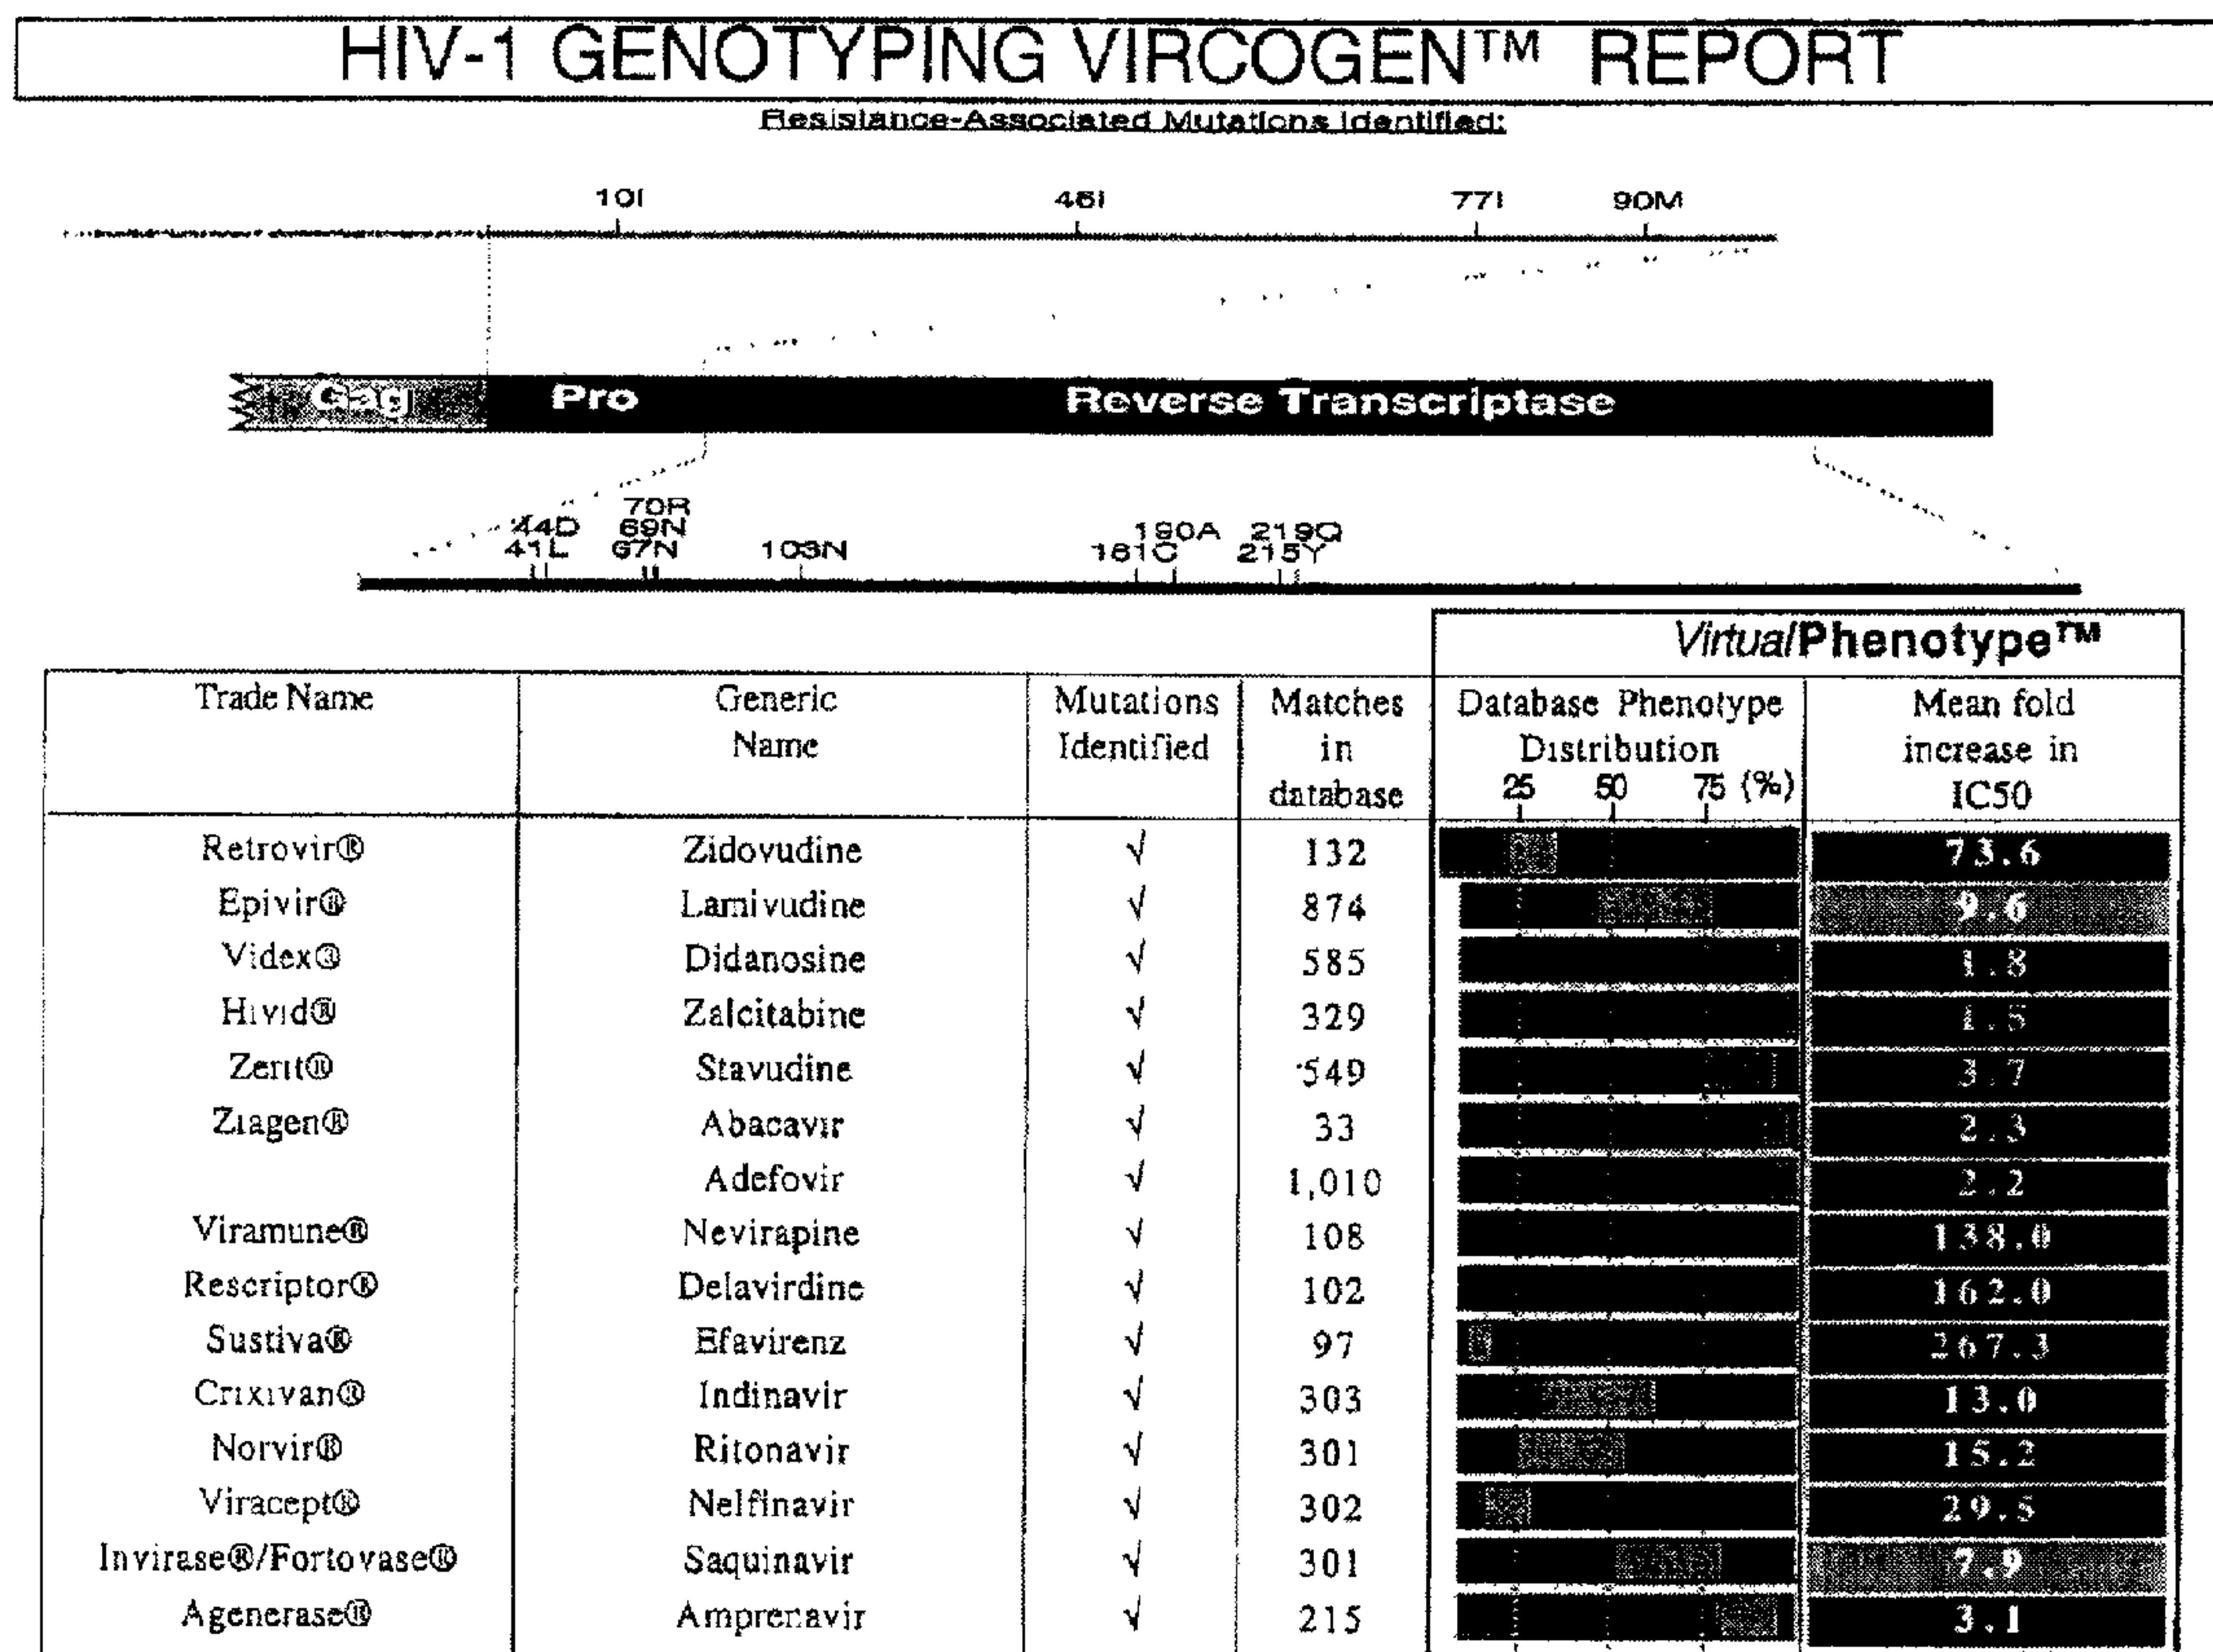 HIV-1 GENOTYPING VIRCOGEN™ REPORT
Resistance-Associated Mutations Identified:
10I 46I 77I 90M
Gag Pro Reverse Transcriptase
70R
44D 69N 190A 219Q
41L 67N 103N 181C 215Y
VirtualPhenotype™
Trade Name Generic Mutations Matches Database Phenotype Mean fold
Name Identified in Distribution increase in
database 25 50 75 (%) IC50
Retrovir® Zidovudine √ 132 73.6
Epivir® Lamivudine √ 874 9.6
Videx® Didanosine √ 585 1.8
Hivid® Zalcitabine √ 329 1.5
Zerit® Stavudine √ 549 3.7
Ziagen® Abacavir √ 33 2.3
Adefovir √ 1,010 2.2
Viramune® Nevirapine √ 108 138.0
Rescriptor® Delavirdine √ 102 162.0
Sustiva® Efavirenz √ 97 267.3
Crixivan® Indinavir √ 303 13.0
Norvir® Ritonavir √ 301 15.2
Viracept® Nelfinavir √ 302 29.5
Invirase®/Fortovase® Saquinavir √ 301 7.9
Agenerase® Amprenavir √ 215 3.1